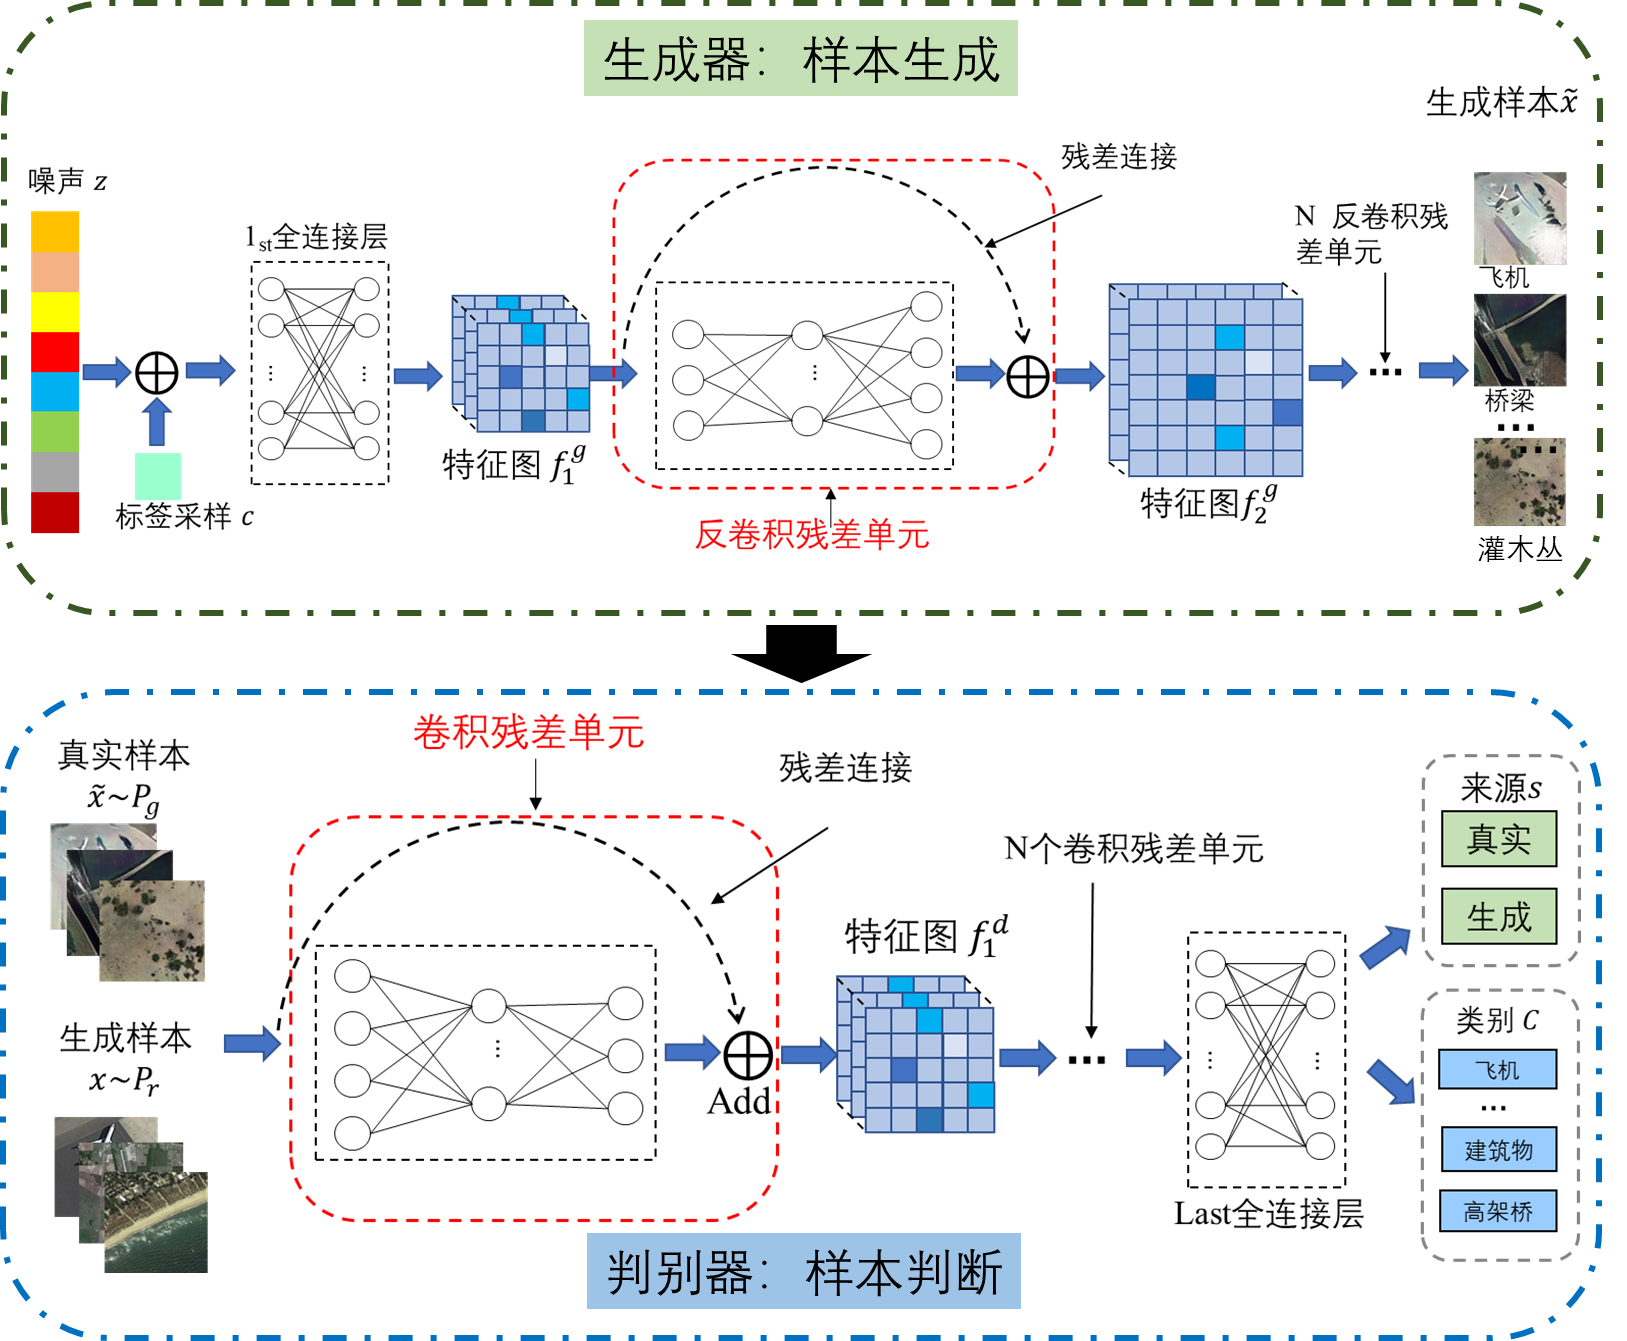 生成器：样本生成
生成样本x̃
噪声 z
残差连接
1st全连接层
N 反卷积残
差单元
飞机
桥梁
...
...
灌木丛
...
特征图 f₁ᵍ
特征图f₂ᵍ
标签采样 c
反卷积残差单元
卷积残差单元
真实样本
x̃~Pg
残差连接
来源s
真实
生成
N个卷积残差单元
特征图 f₁ᵈ
生成样本
x~Pr
类别 C
飞机
...
建筑物
高架桥
...
Add
Last全连接层
判别器：样本判断